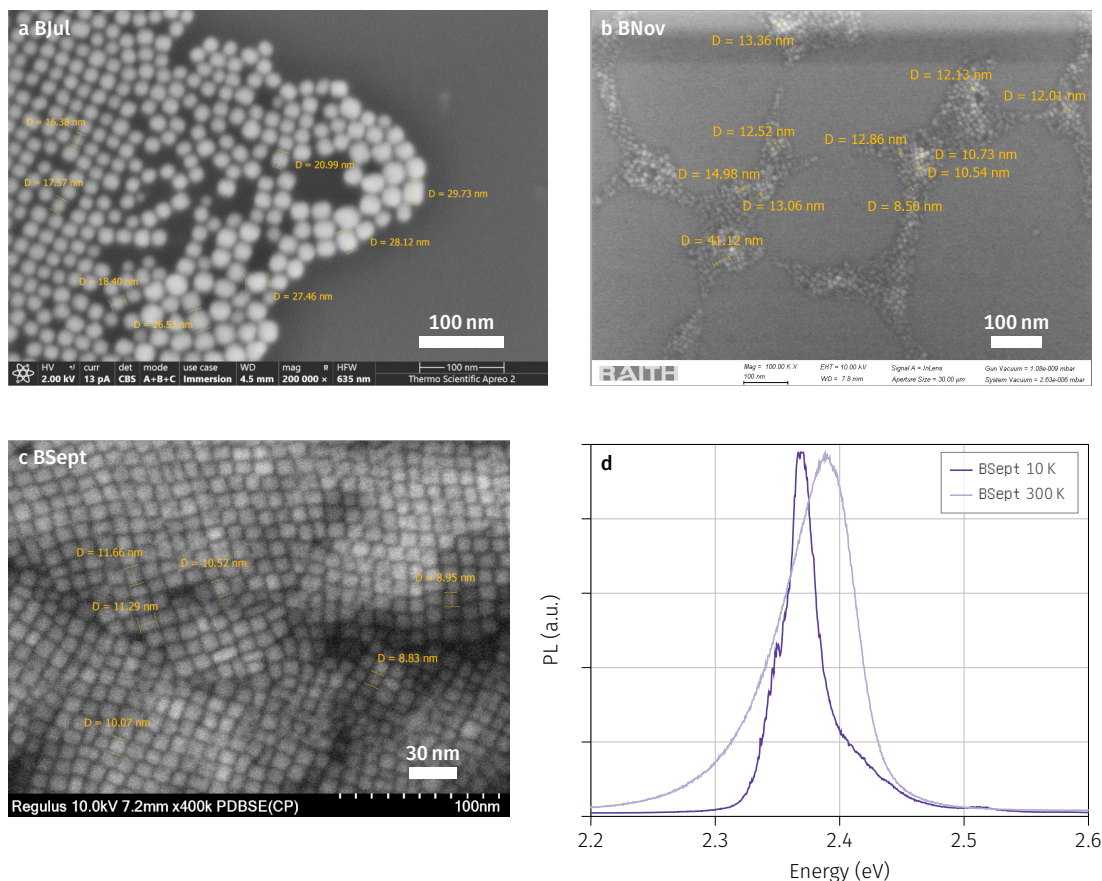 a BJul
D = 16.38 nm
D = 20.99 nm
D = 17.57 nm
D = 29.73 nm
D = 28.12 nm
D = 18.40 nm
D = 27.46 nm
D = 26.52 nm
100 nm
HV curr det mode use case WD mag HFW 100 nm
2.00 kV 13 pA CBS A+B+C Immersion 4.5 mm 200 000 × 635 nm Thermo Scientific Apreo 2
b BNov
D = 13.36 nm
D = 12.13 nm
D = 12.01 nm
D = 12.52 nm
D = 12.86 nm
D = 10.73 nm
D = 10.54 nm
D = 14.98 nm
D = 13.06 nm
D = 8.50 nm
D = 41.12 nm
100 nm
RAITH
Mag = 100.00 K X EHT = 10.00 kV Signal A = InLens Gun Vacuum = 1.08e-009 mbar
100 nm WD = 7.8 mm Aperture Size = 30.00 µm System Vacuum = 2.63e-006 mbar
c BSept
D = 11.66 nm
D = 10.52 nm
D = 8.95 nm
D = 11.29 nm
D = 8.83 nm
D = 10.07 nm
30 nm
Regulus 10.0kV 7.2mm x400k PDBSE(CP) 100nm
d
BSept 10 K
BSept 300 K
PL (a.u.)
2.2 2.3 2.4 2.5 2.6
Energy (eV)